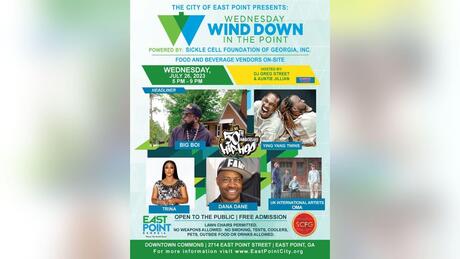 THE CITY OF EAST POINT PRESENTS:
WEDNESDAY
WIND DOWN
IN THE POINT
POWERED BY: SICKLE CELL FOUNDATION OF GEORGIA, INC.
FOOD AND BEVERAGE VENDORS ON-SITE
WEDNESDAY,
JULY 26, 2023
5 PM - 9 PM
HOSTED BY:
DJ GREG STREET
& AUNTIE JILLIAN
HEADLINER
BIG BOI
50th
HIP HOP
YING YANG TWINS
TRINA
DANA DANE
UK INTERNATIONAL ARTISTS
OMA
EAST
POINT
GEORGIA
OPEN TO THE PUBLIC | FREE ADMISSION
LAWN CHAIRS PERMITTED.
NO WEAPONS ALLOWED. NO SMOKING, TENTS, COOLERS,
PETS, OUTSIDE FOOD OR DRINKS ALLOWED.
SCFG
DOWNTOWN COMMONS | 2714 EAST POINT STREET | EAST POINT, GA
For more information visit www.EastPointCity.org